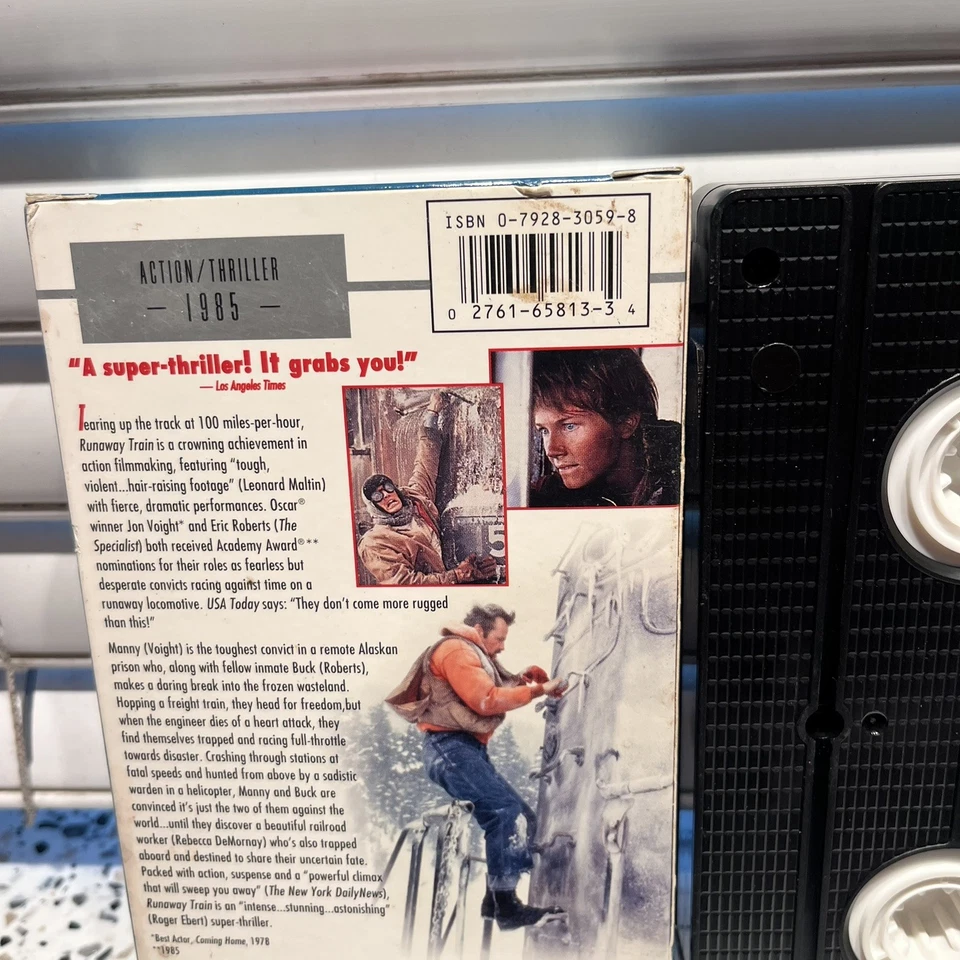 ISBN 0-7928-3059-8
ACTION/THRILLER
— 1985 —
0 2761-65813-3 4
"A super-thriller! It grabs you!"
— Los Angeles Times
Tearing up the track at 100 miles-per-hour,
Runaway Train is a crowning achievement in
action filmmaking, featuring "tough,
violent...hair-raising footage" (Leonard Maltin)
with fierce, dramatic performances. Oscar®
winner Jon Voight* and Eric Roberts (The
Specialist) both received Academy Award®**
nominations for their roles as fearless but
desperate convicts racing against time on a
runaway locomotive. USA Today says: "They don't come more rugged
than this!"
Manny (Voight) is the toughest convict in a remote Alaskan
prison who, along with fellow inmate Buck (Roberts),
makes a daring break into the frozen wasteland.
Hopping a freight train, they head for freedom,but
when the engineer dies of a heart attack, they
find themselves trapped and racing full-throttle
towards disaster. Crashing through stations at
fatal speeds and hunted from above by a sadistic
warden in a helicopter, Manny and Buck are
convinced it's just the two of them against the
world...until they discover a beautiful railroad
worker (Rebecca DeMornay) who's also trapped
aboard and destined to share their uncertain fate.
Packed with action, suspense and a "powerful climax
that will sweep you away" (The New York DailyNews),
Runaway Train is an "intense...stunning...astonishing"
(Roger Ebert) super-thriller.
*Best Actor, Coming Home, 1978
**1985